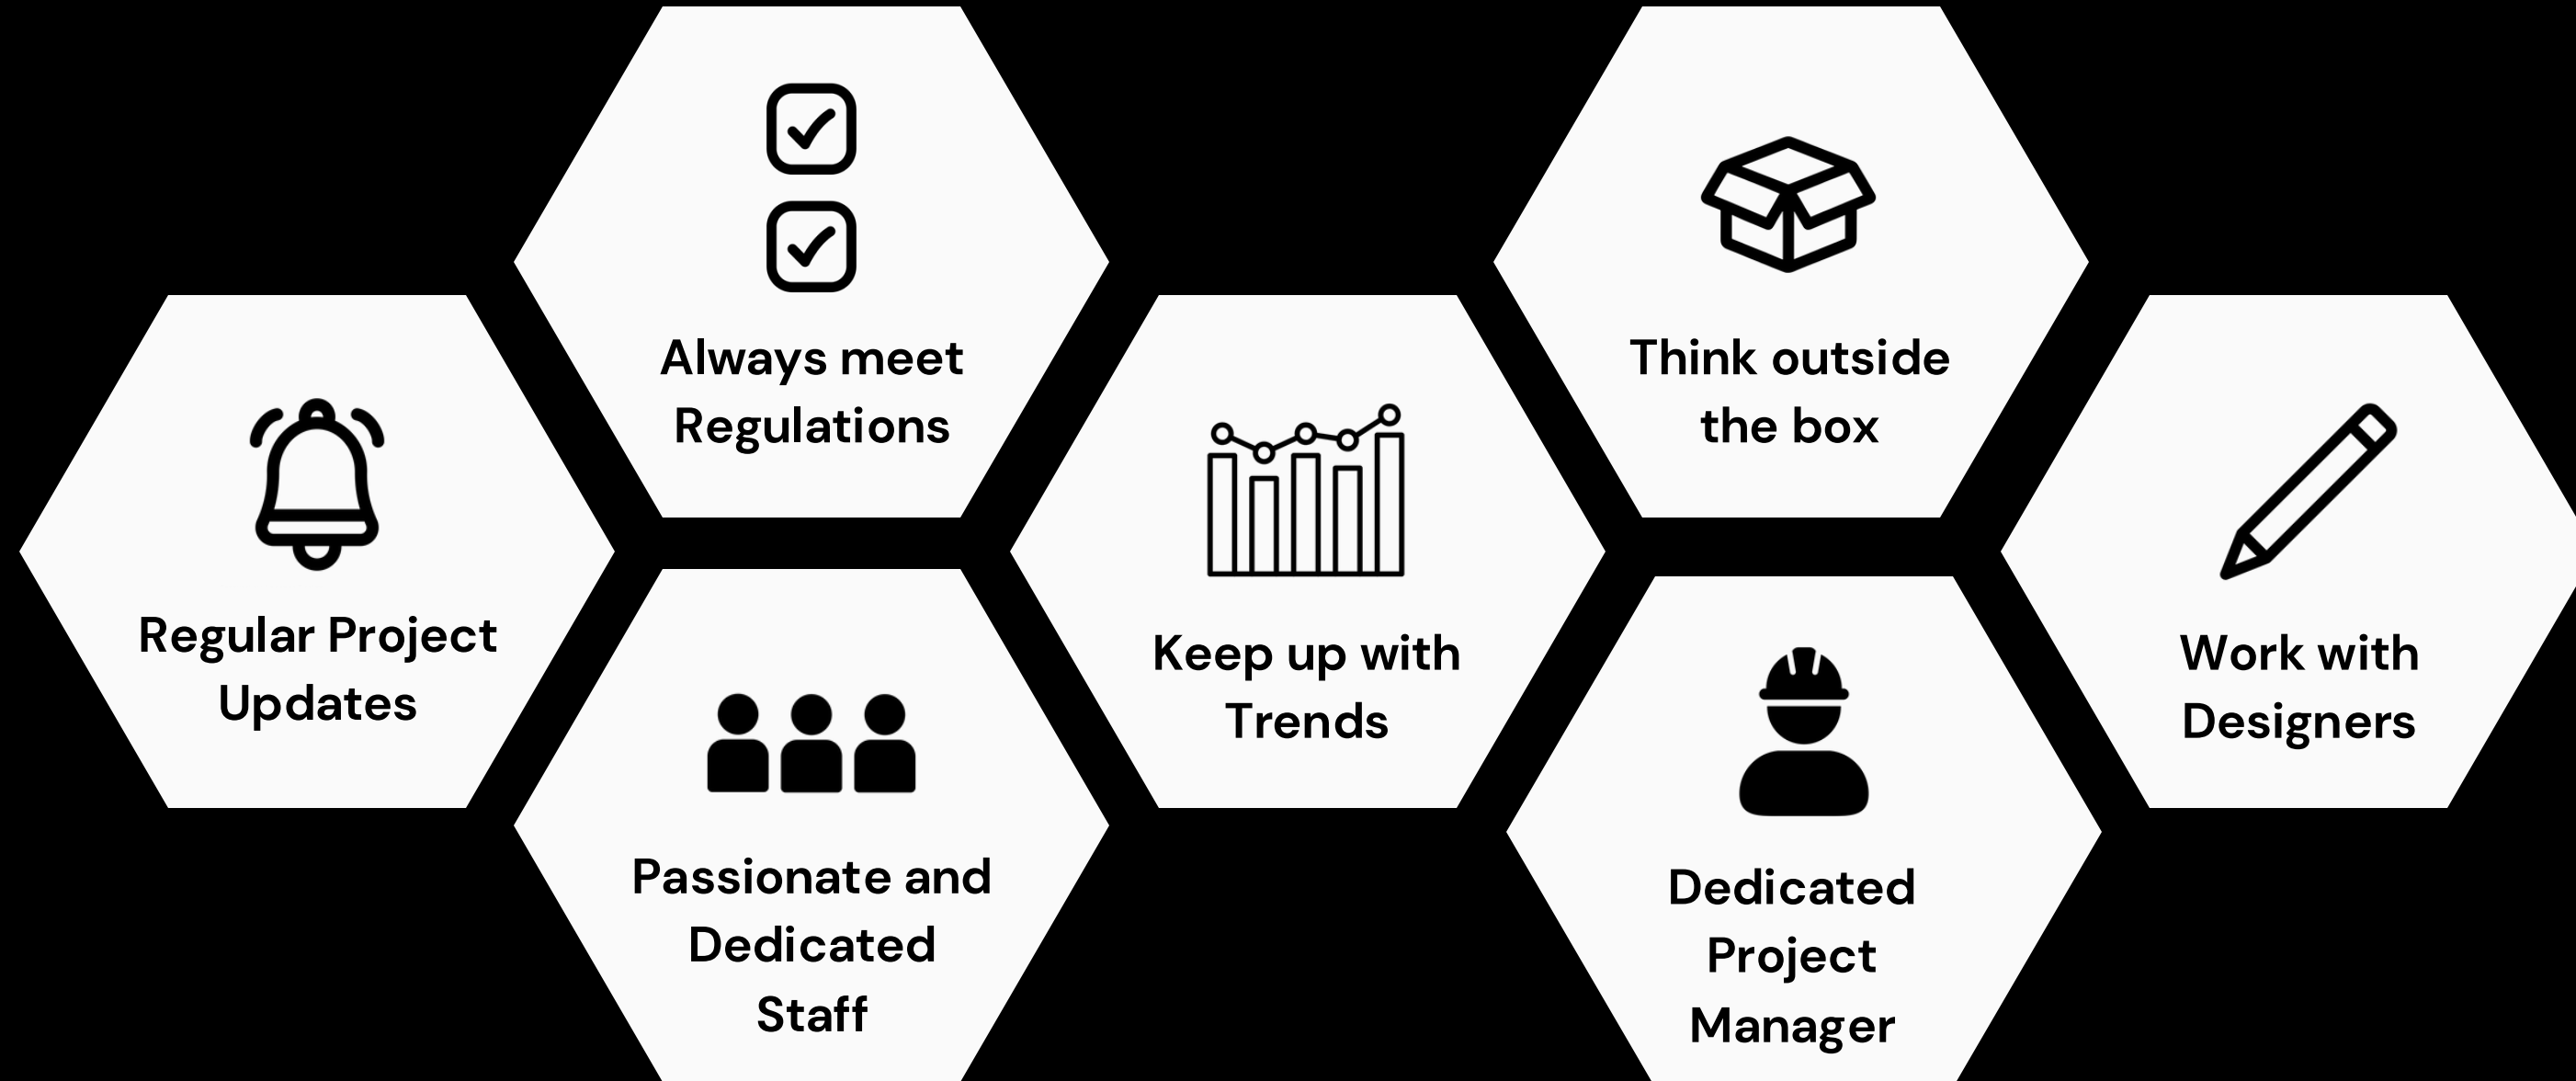 Always meet
Regulations
Think outside
the box
Regular Project
Updates
Keep up with
Trends
Work with
Designers
Passionate and
Dedicated
Staff
Dedicated
Project
Manager